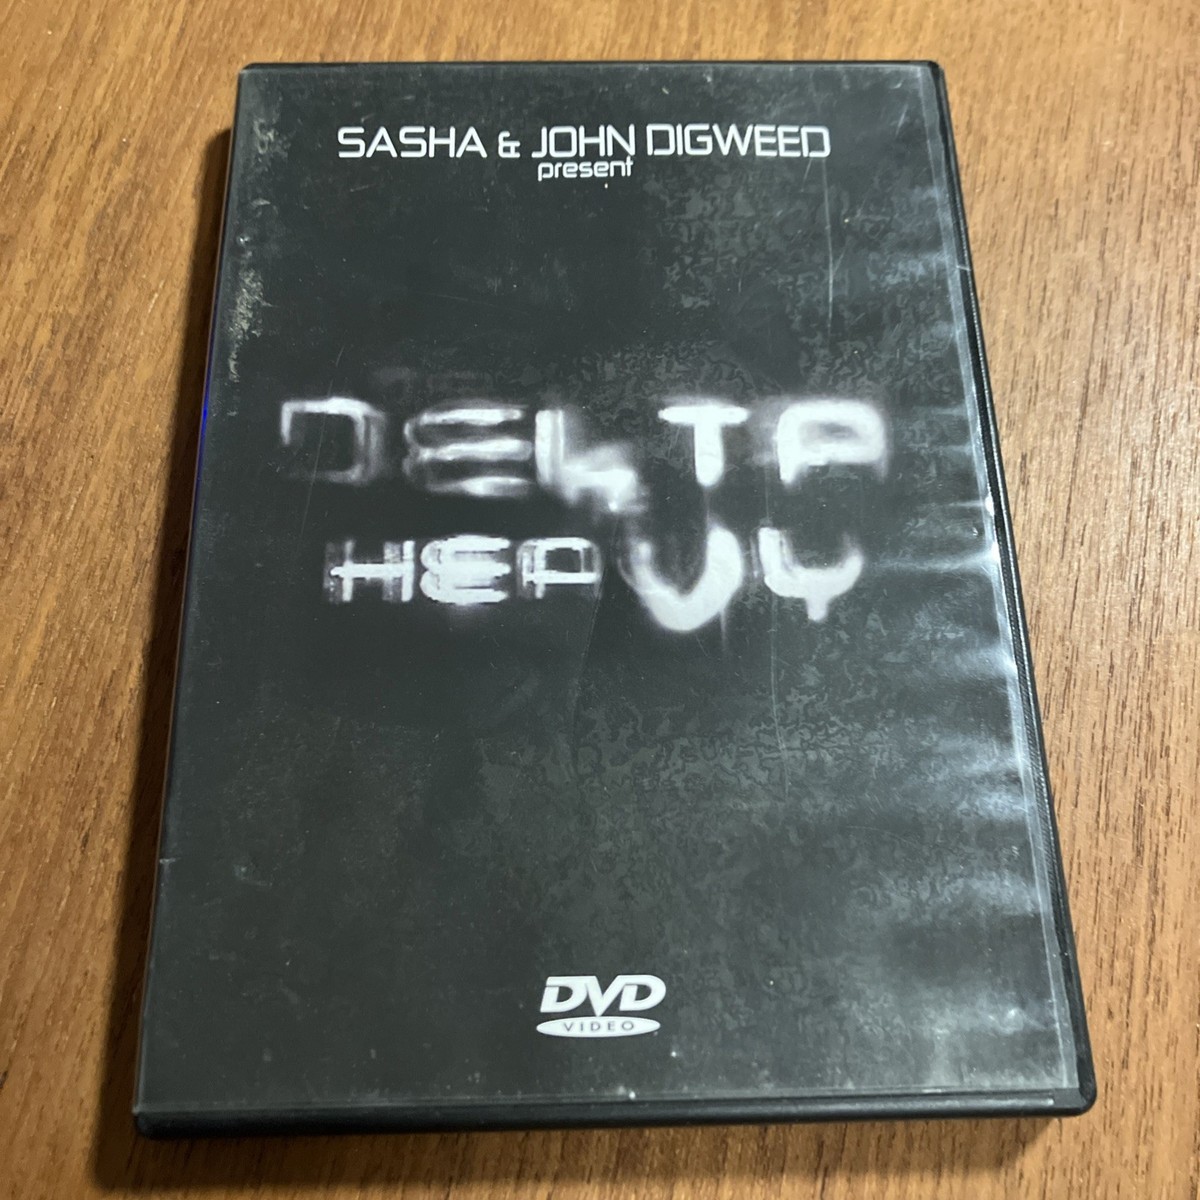 SASHA & JOHN DIGWEED
present
DELTA
HEAVY
DVD
VIDEO